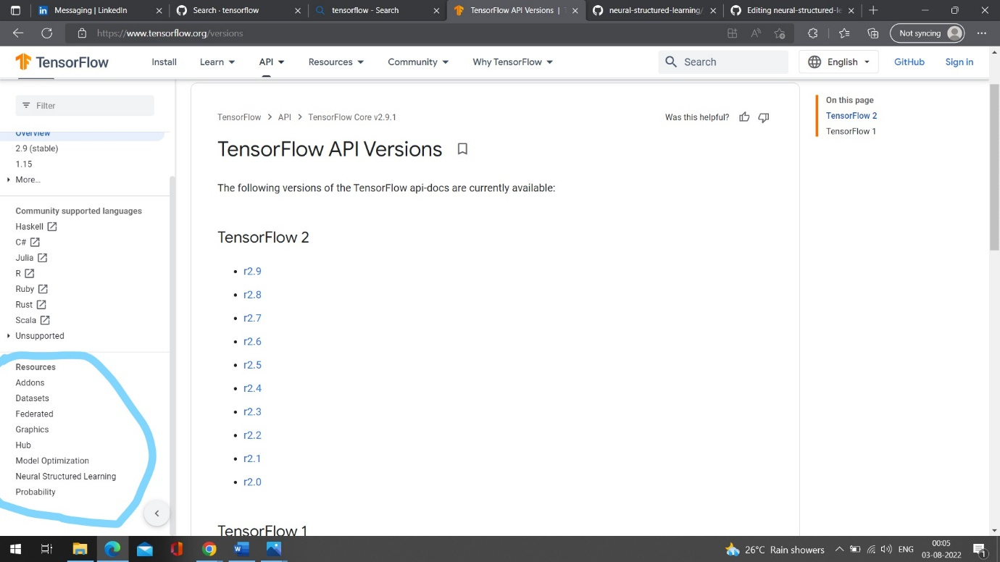 Messaging | LinkedIn
Search · tensorflow
tensorflow - Search
TensorFlow API Versions |
neural-structured-learning/
Editing neural-structured-le
https://www.tensorflow.org/versions
Not syncing
TensorFlow
Install
Learn
API
Resources
Community
Why TensorFlow
Search
English
GitHub
Sign in
Filter
Overview
2.9 (stable)
1.15
More...
Community supported languages
Haskell
C#
Julia
R
Ruby
Rust
Scala
Unsupported
Resources
Addons
Datasets
Federated
Graphics
Hub
Model Optimization
Neural Structured Learning
Probability
TensorFlow > API > TensorFlow Core v2.9.1
Was this helpful?
TensorFlow API Versions
The following versions of the TensorFlow api-docs are currently available:
TensorFlow 2
r2.9
r2.8
r2.7
r2.6
r2.5
r2.4
r2.3
r2.2
r2.1
r2.0
TensorFlow 1
On this page
TensorFlow 2
TensorFlow 1
26°C Rain showers
ENG
00:05
03-08-2022
1